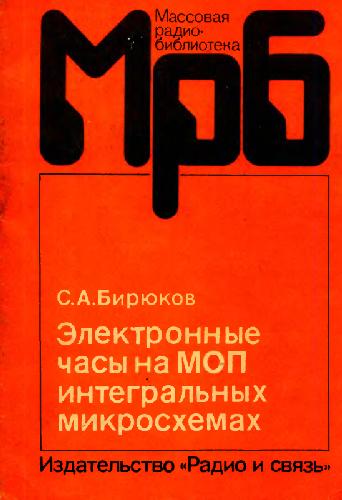 Массовая
радио-
библиотека
Мрб
С.А.Бирюков
Электронные
часы на МОП
интегральных
микросхемах
Издательство «Радио и связь»